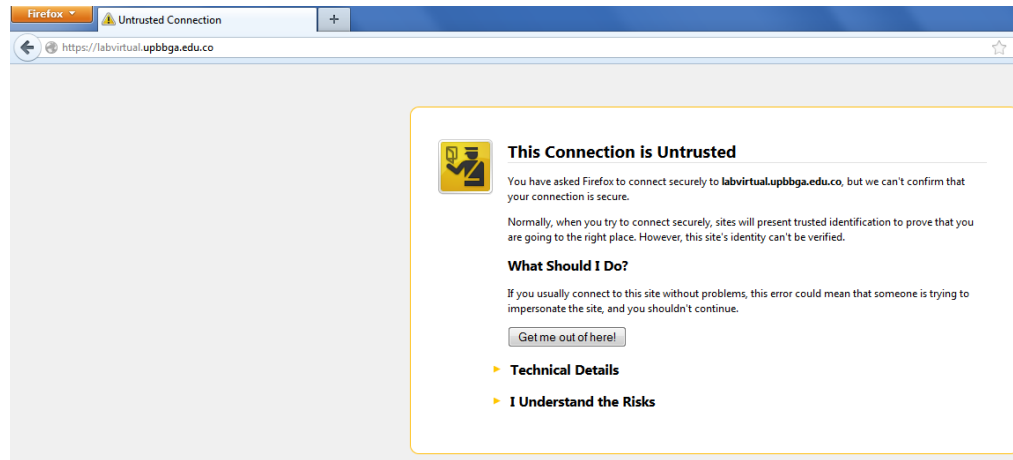 Firefox
Untrusted Connection
+
https://labvirtual.upbbga.edu.co
This Connection is Untrusted
You have asked Firefox to connect securely to labvirtual.upbbga.edu.co, but we can't confirm that
your connection is secure.
Normally, when you try to connect securely, sites will present trusted identification to prove that you
are going to the right place. However, this site's identity can't be verified.
What Should I Do?
If you usually connect to this site without problems, this error could mean that someone is trying to
impersonate the site, and you shouldn't continue.
Get me out of here!
Technical Details
I Understand the Risks